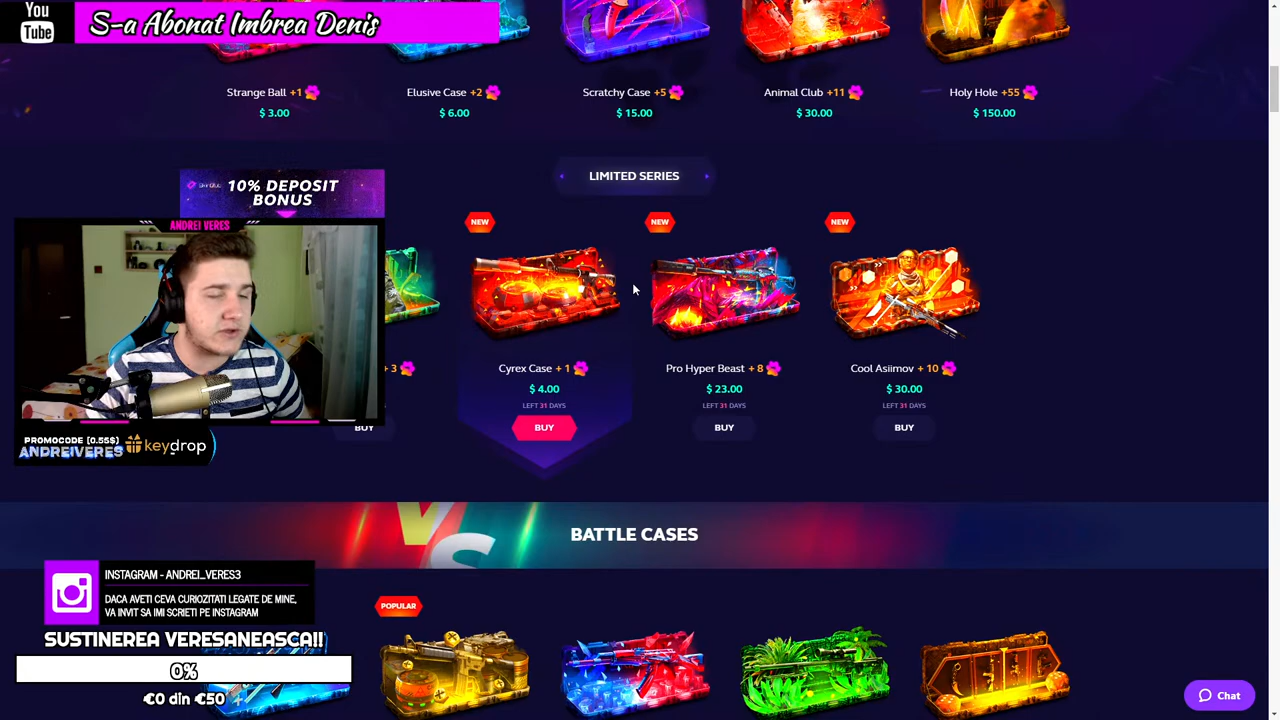 You
Tube
S-a Abonat Imbrea Denis
Strange Ball +1
$ 3.00
Elusive Case +2
$ 6.00
Scratchy Case +5
$ 15.00
Animal Club +11
$ 30.00
Holy Hole +55
$ 150.00
LIMITED SERIES
10% DEPOSIT
BONUS
ANDREI VERES
NEW
NEW
NEW
+ 3
BUY
Cyrex Case + 1
$ 4.00
LEFT 31 DAYS
BUY
Pro Hyper Beast + 8
$ 23.00
LEFT 31 DAYS
BUY
Cool Asiimov + 10
$ 30.00
LEFT 31 DAYS
BUY
PROMOCODE (0.55$)
ANDREIVERES
keydrop
VS
BATTLE CASES
INSTAGRAM - ANDREI_VERES3
DACA AVETI CEVA CURIOZITATI LEGATE DE MINE,
VA INVIT SA IMI SCRIETI PE INSTAGRAM
POPULAR
SUSTINEREA VERESANEASCA!!
0%
€0 din €50
Chat